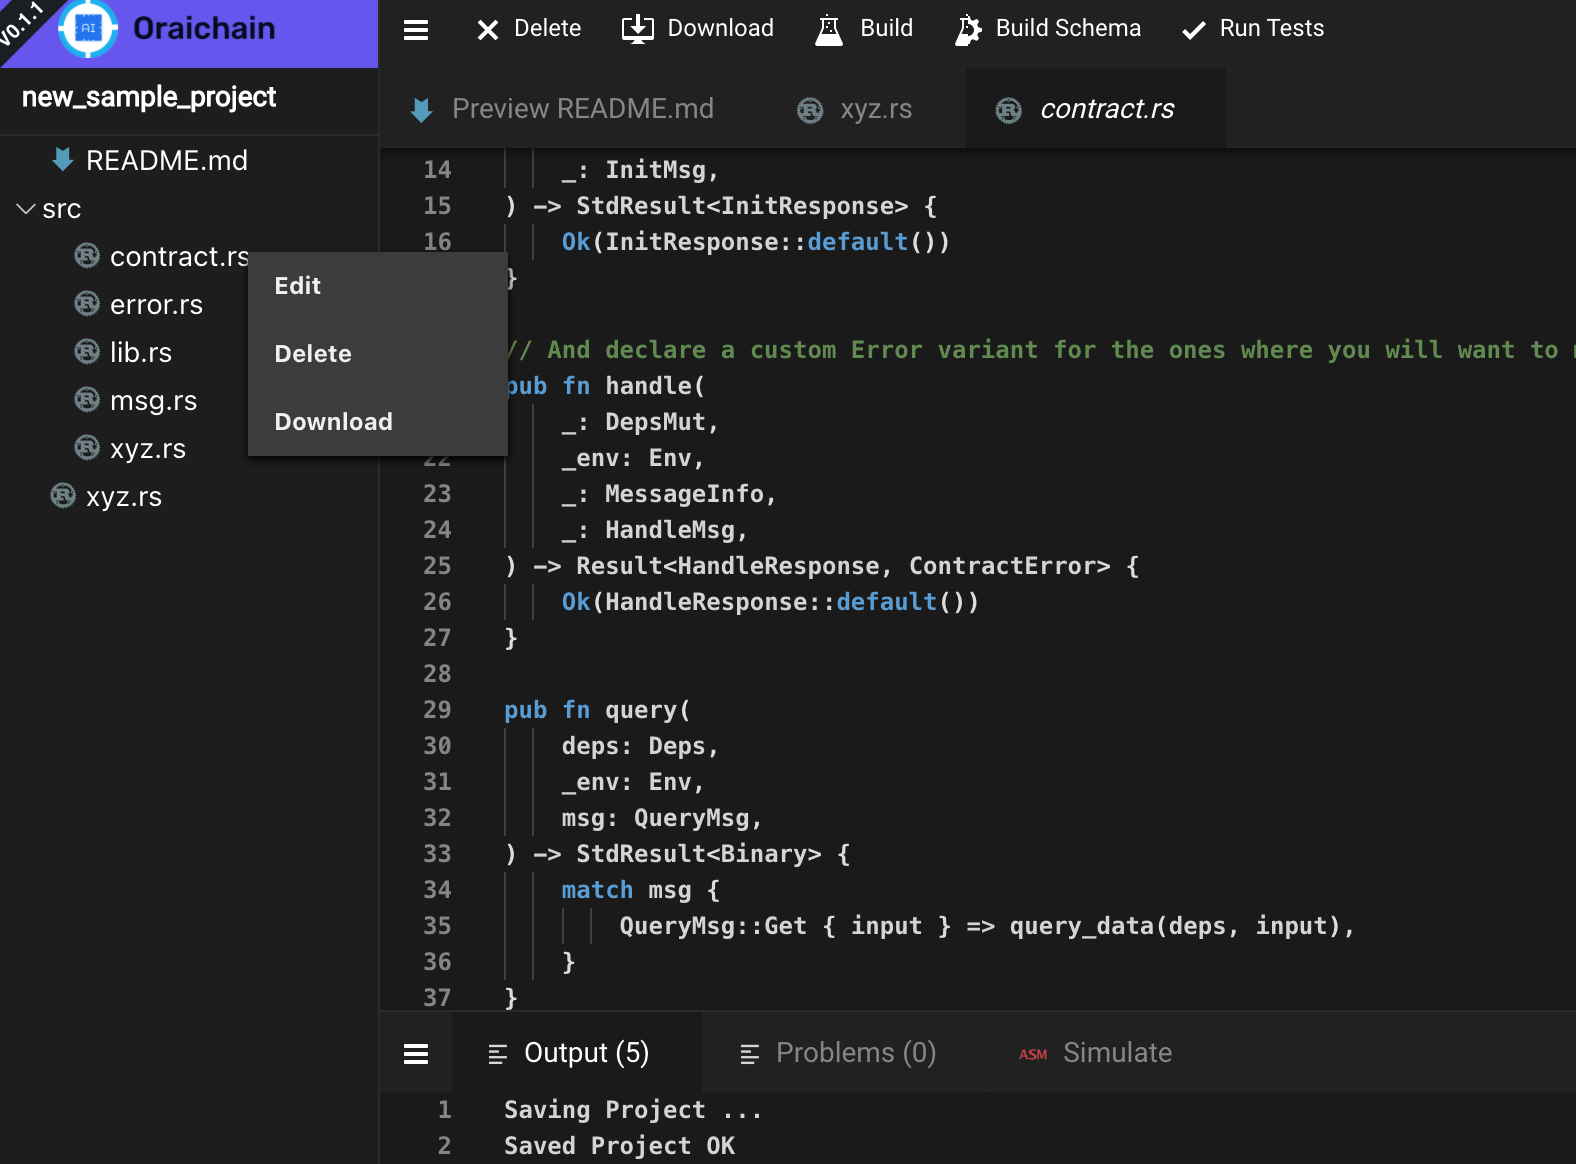 v0.1.1
AI
Oraichain
Delete
Download
Build
Build Schema
Run Tests
new_sample_project
Preview README.md
xyz.rs
contract.rs
README.md
src
contract.rs
error.rs
lib.rs
msg.rs
xyz.rs
xyz.rs
Edit
Delete
Download
14 _: InitMsg,
15 ) -> StdResult<InitResponse> {
16 Ok(InitResponse::default())
}
// And declare a custom Error variant for the ones where you will want to
pub fn handle(
_: DepsMut,
22 _env: Env,
23 _: MessageInfo,
24 _: HandleMsg,
25 ) -> Result<HandleResponse, ContractError> {
26 Ok(HandleResponse::default())
27 }
28
29 pub fn query(
30 deps: Deps,
31 _env: Env,
32 msg: QueryMsg,
33 ) -> StdResult<Binary> {
34 match msg {
35 QueryMsg::Get { input } => query_data(deps, input),
36 }
37 }
Output (5)
Problems (0)
ASM Simulate
1 Saving Project ...
2 Saved Project OK